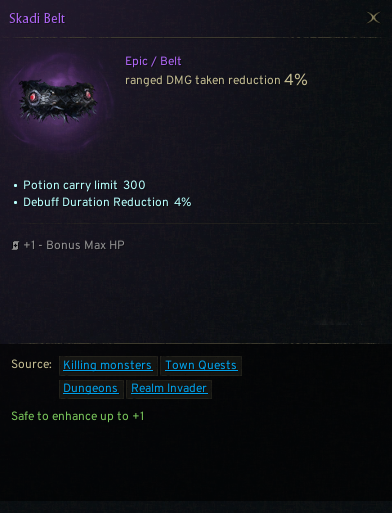 Skadi Belt
Epic / Belt
ranged DMG taken reduction 4%
• Potion carry limit 300
• Debuff Duration Reduction 4%
+1 - Bonus Max HP
Source: Killing monsters Town Quests
Dungeons Realm Invader
Safe to enhance up to +1